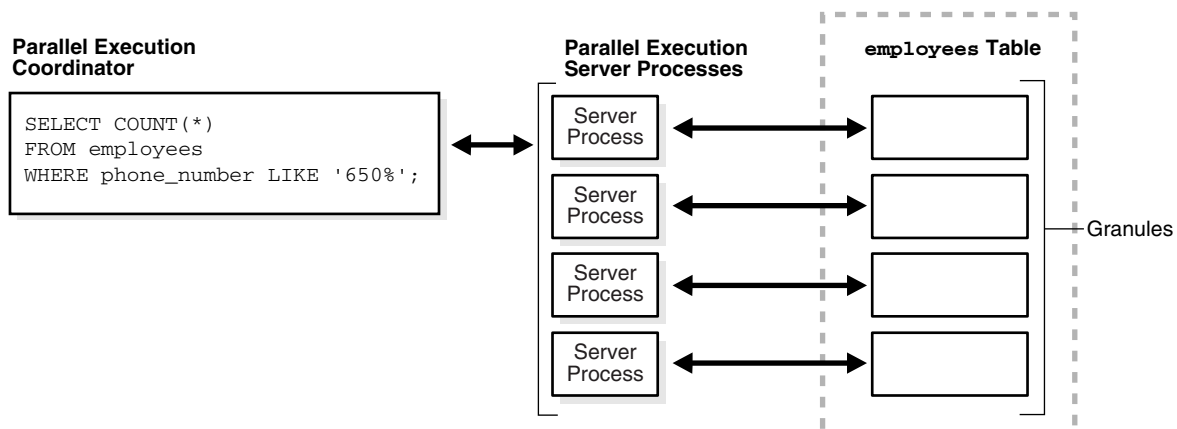 Parallel Execution
Coordinator
SELECT COUNT(*)
FROM employees
WHERE phone_number LIKE '650%';
Parallel Execution
Server Processes
Server
Process
Server
Process
Server
Process
Server
Process
employees Table
Granules